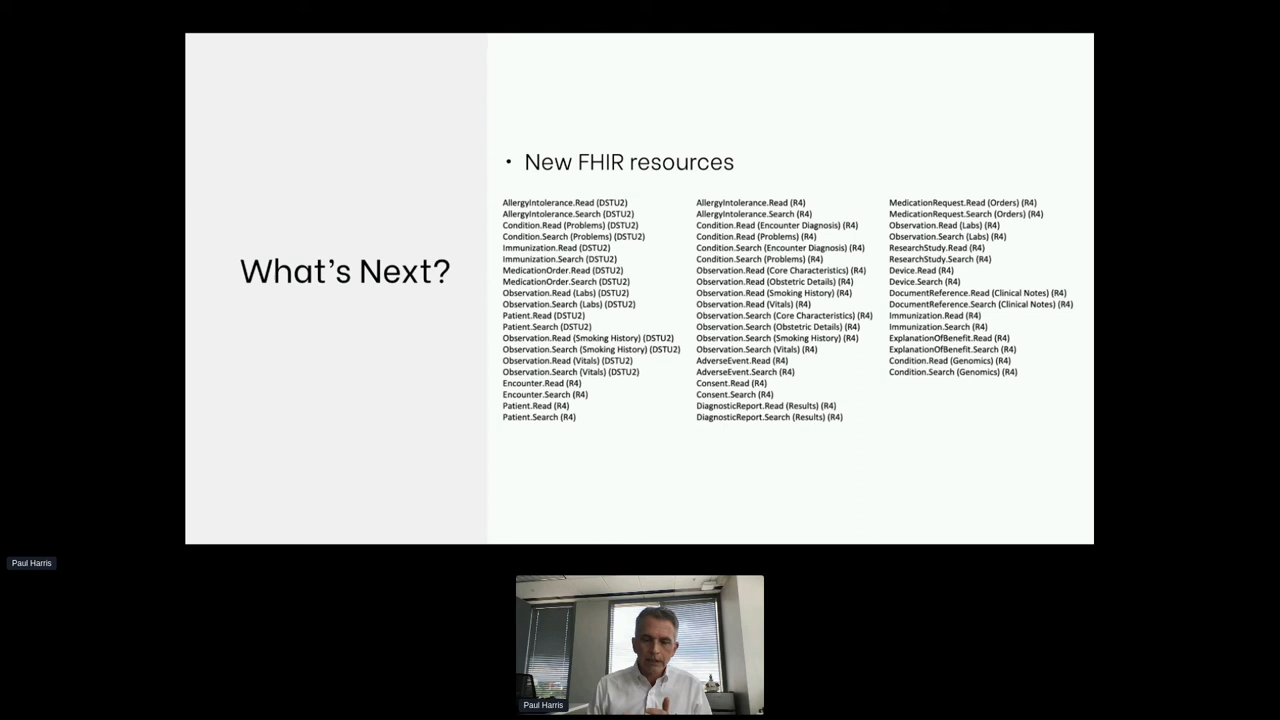 What's Next?
• New FHIR resources
AllergyIntolerance.Read (DSTU2)
AllergyIntolerance.Search (DSTU2)
Condition.Read (Problems) (DSTU2)
Condition.Search (Problems) (DSTU2)
Immunization.Read (DSTU2)
Immunization.Search (DSTU2)
MedicationOrder.Read (DSTU2)
MedicationOrder.Search (DSTU2)
Observation.Read (Labs) (DSTU2)
Observation.Search (Labs) (DSTU2)
Patient.Read (DSTU2)
Patient.Search (DSTU2)
Observation.Read (Smoking History) (DSTU2)
Observation.Search (Smoking History) (DSTU2)
Observation.Read (Vitals) (DSTU2)
Observation.Search (Vitals) (DSTU2)
Encounter.Read (R4)
Encounter.Search (R4)
Patient.Read (R4)
Patient.Search (R4)
AllergyIntolerance.Read (R4)
AllergyIntolerance.Search (R4)
Condition.Read (Encounter Diagnosis) (R4)
Condition.Read (Problems) (R4)
Condition.Search (Encounter Diagnosis) (R4)
Condition.Search (Problems) (R4)
Observation.Read (Core Characteristics) (R4)
Observation.Read (Obstetric Details) (R4)
Observation.Read (Smoking History) (R4)
Observation.Read (Vitals) (R4)
Observation.Search (Core Characteristics) (R4)
Observation.Search (Obstetric Details) (R4)
Observation.Search (Smoking History) (R4)
Observation.Search (Vitals) (R4)
AdverseEvent.Read (R4)
AdverseEvent.Search (R4)
Consent.Read (R4)
Consent.Search (R4)
DiagnosticReport.Read (Results) (R4)
DiagnosticReport.Search (Results) (R4)
MedicationRequest.Read (Orders) (R4)
MedicationRequest.Search (Orders) (R4)
Observation.Read (Labs) (R4)
Observation.Search (Labs) (R4)
ResearchStudy.Read (R4)
ResearchStudy.Search (R4)
Device.Read (R4)
Device.Search (R4)
DocumentReference.Read (Clinical Notes) (R4)
DocumentReference.Search (Clinical Notes) (R4)
Immunization.Read (R4)
Immunization.Search (R4)
ExplanationOfBenefit.Read (R4)
ExplanationOfBenefit.Search (R4)
Condition.Read (Genomics) (R4)
Condition.Search (Genomics) (R4)
Paul Harris
Paul Harris